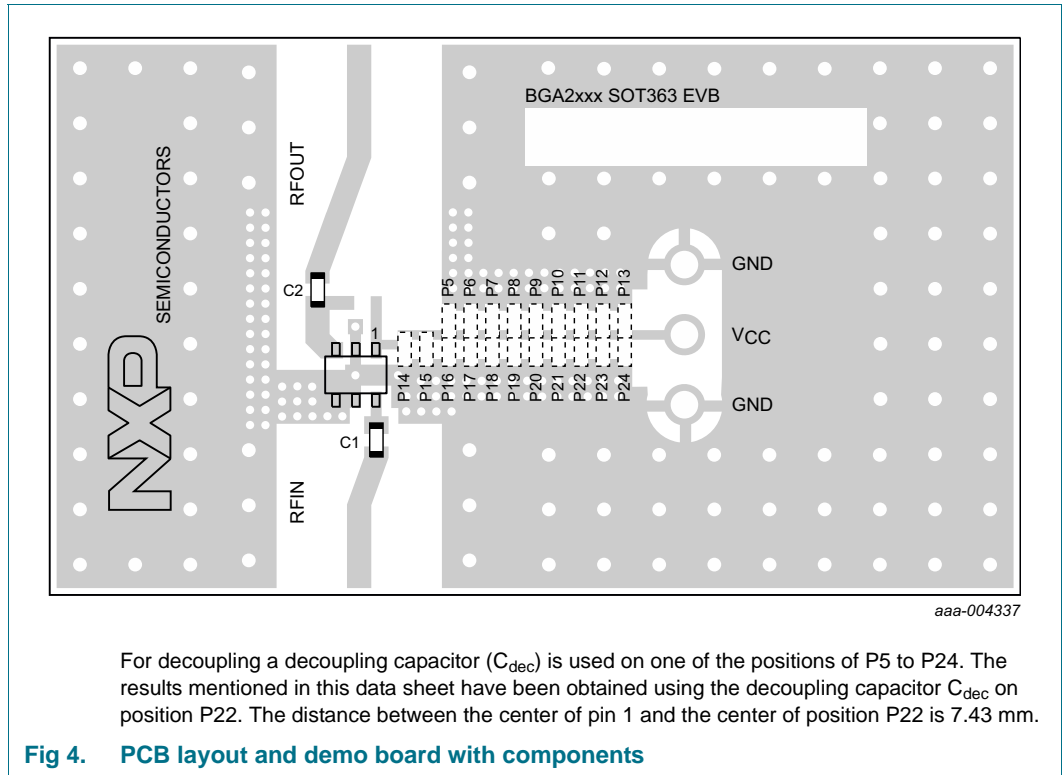 BGA2xxx SOT363 EVB
NXP
SEMICONDUCTORS
RFOUT
C2
1
P5 P6 P7 P8 P9 P10 P11 P12 P13
GND
VCC
P14 P15 P16 P17 P18 P19 P20 P21 P22 P23 P24
GND
C1
RFIN
aaa-004337
For decoupling a decoupling capacitor (Cdec) is used on one of the positions of P5 to P24. The
results mentioned in this data sheet have been obtained using the decoupling capacitor Cdec on
position P22. The distance between the center of pin 1 and the center of position P22 is 7.43 mm.
Fig 4. PCB layout and demo board with components